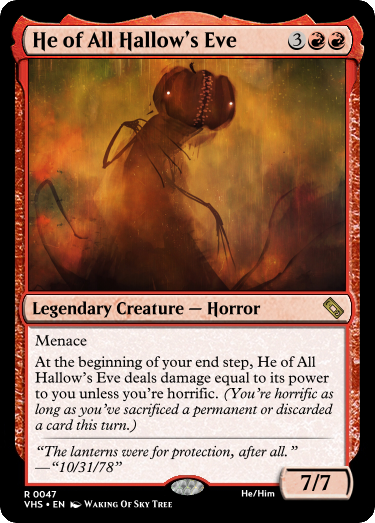 He of All Hallow's Eve 3
Legendary Creature — Horror
Menace
At the beginning of your end step, He of All
Hallow's Eve deals damage equal to its power
to you unless you're horrific. (You're horrific as
long as you've sacrificed a permanent or discarded
a card this turn.)
"The lanterns were for protection, after all."
—"10/31/78"
7/7
R 0047
VHS • EN Waking Of Sky Tree
He/Him